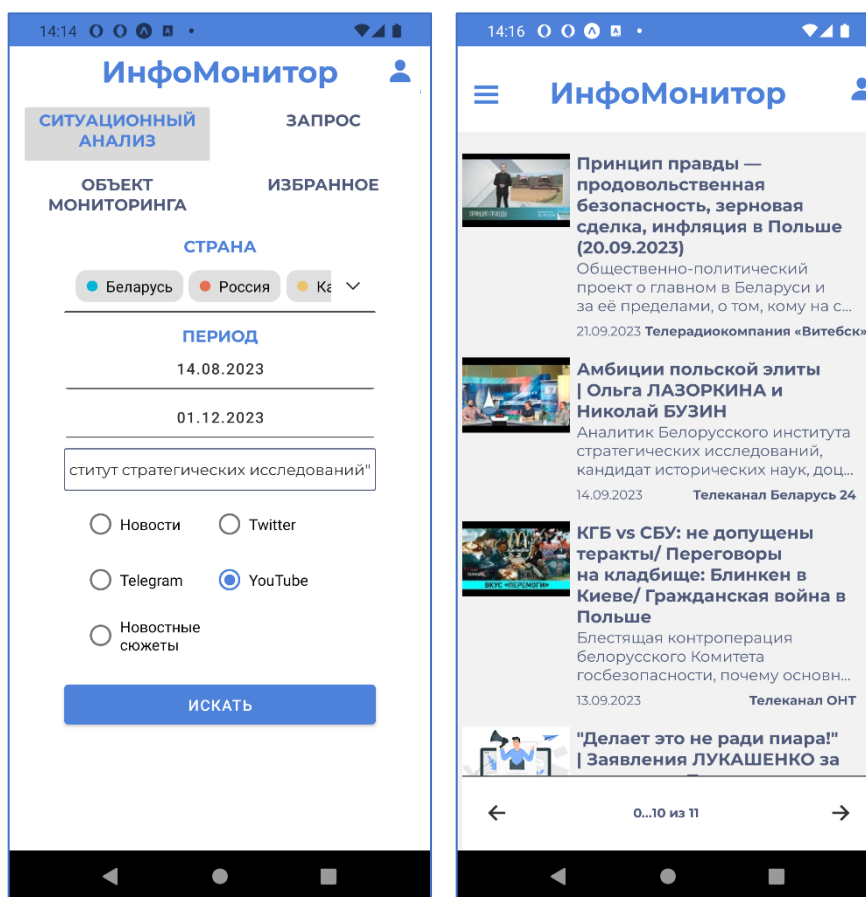 14:14
ИнфоМонитор
СИТУАЦИОННЫЙ
АНАЛИЗ
ЗАПРОС
ОБЪЕКТ
МОНИТОРИНГА
ИЗБРАННОЕ
СТРАНА
Беларусь
Россия
Ка
ПЕРИОД
14.08.2023
01.12.2023
ститут стратегических исследований"
Новости
Twitter
Telegram
YouTube
Новостные
сюжеты
ИСКАТЬ
14:16
ИнфоМонитор
Принцип правды —
продовольственная
безопасность, зерновая
сделка, инфляция в Польше
(20.09.2023)
Общественно-политический
проект о главном в Беларуси и
за её пределами, о том, кому на с...
21.09.2023 Телерадиокомпания «Витебск»
Амбиции польской элиты
| Ольга ЛАЗОРКИНА и
Николай БУЗИН
Аналитик Белорусского института
стратегических исследований,
кандидат исторических наук, доц...
14.09.2023 Телеканал Беларусь 24
ВКУС «ПЕРЕМОГИ»
КГБ vs СБУ: не допущены
теракты/ Переговоры
на кладбище: Блинкен в
Киеве/ Гражданская война в
Польше
Блестящая контроперация
белорусского Комитета
госбезопасности, почему основн...
13.09.2023 Телеканал ОНТ
"Делает это не ради пиара!"
| Заявления ЛУКАШЕНКО за
0...10 из 11